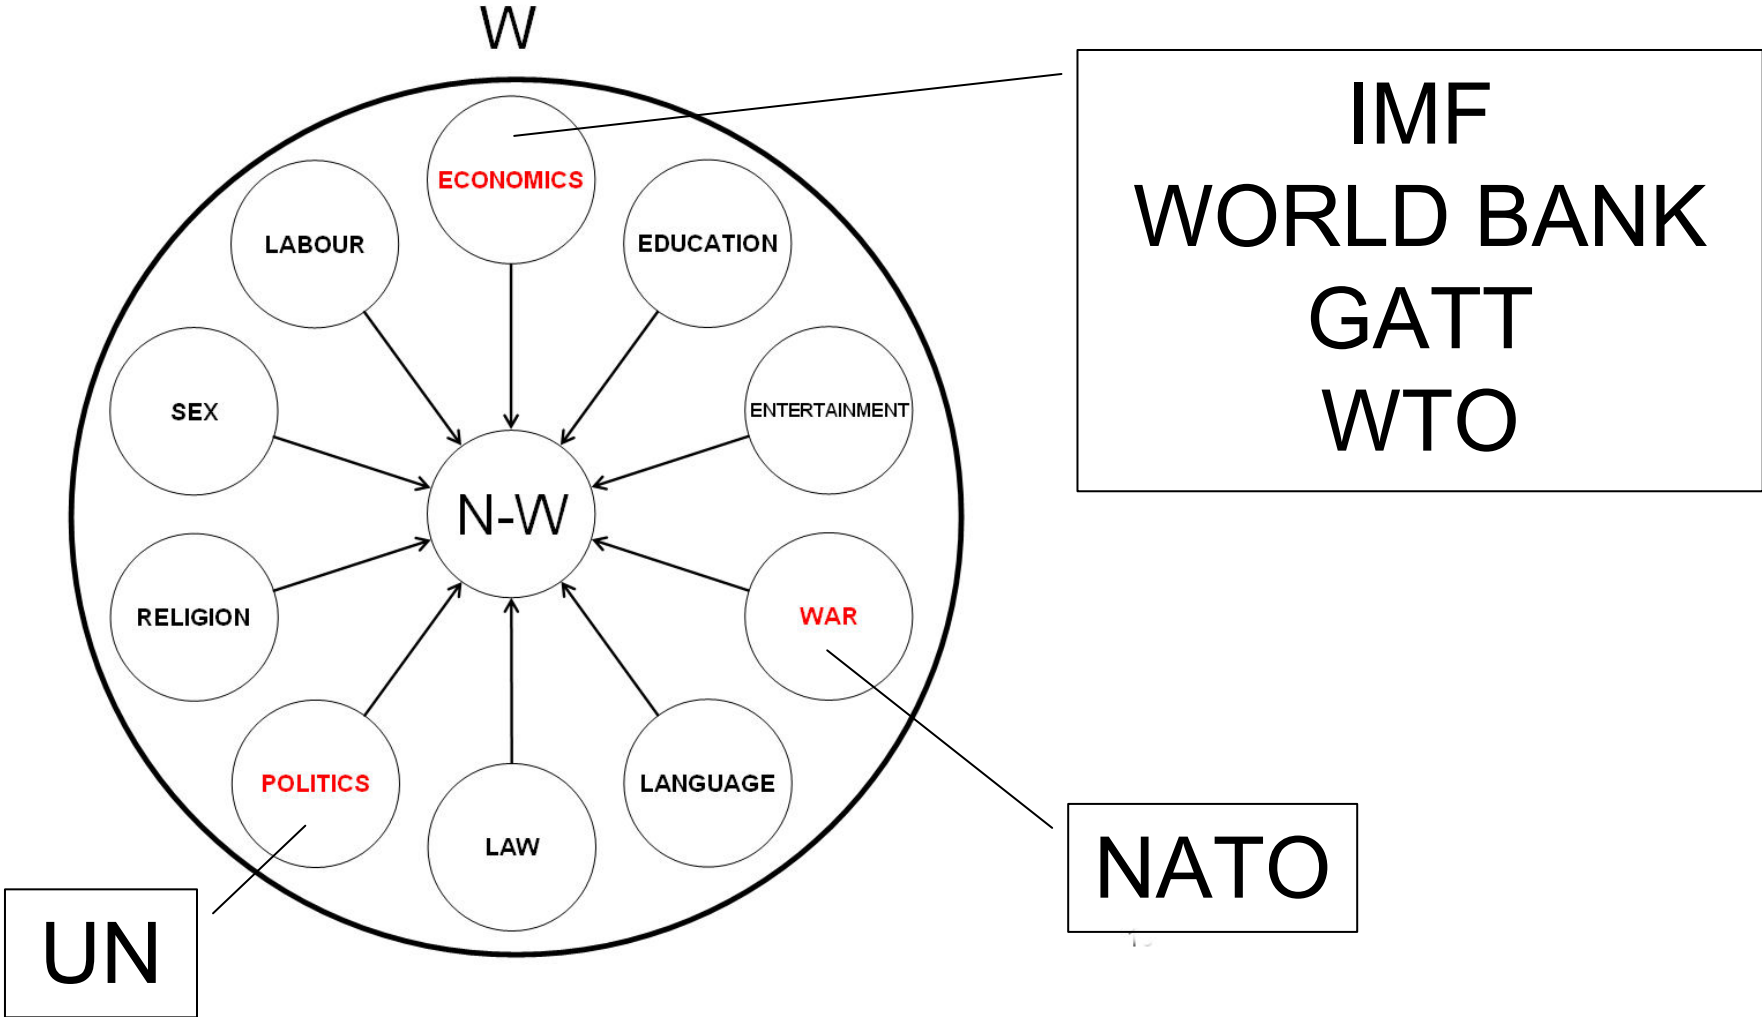 W
IMF
WORLD BANK
GATT
WTO
ECONOMICS
LABOUR
EDUCATION
SEX
ENTERTAINMENT
N-W
RELIGION
WAR
POLITICS
LANGUAGE
LAW
NATO
UN